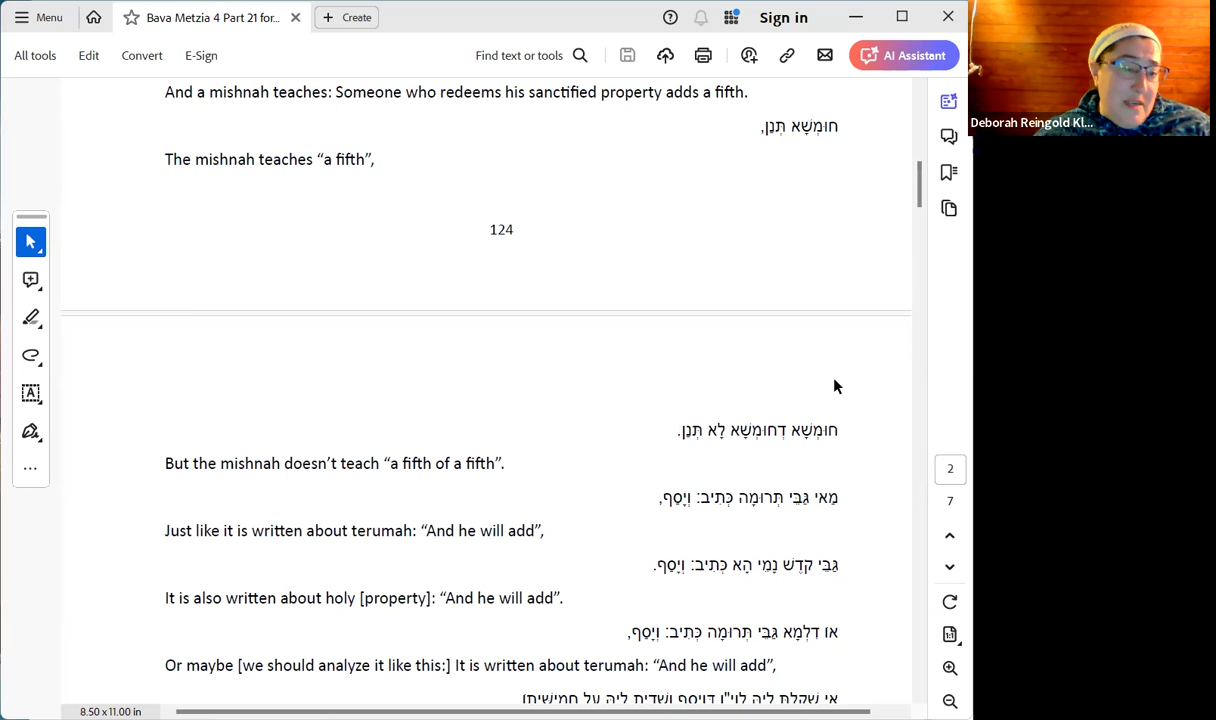 Menu
Bava Metzia 4 Part 21 for...
Create
Sign in
All tools
Edit
Convert
E-Sign
Find text or tools
AI Assistant
Deborah Reingold Kl...
And a mishnah teaches: Someone who redeems his sanctified property adds a fifth.
חוּמְשָׁא תְּנַן,
The mishnah teaches “a fifth”,
124
חוּמְשָׁא דְחוּמְשָׁא לָא תְּנַן.
But the mishnah doesn’t teach “a fifth of a fifth”.
מַאי גַּבֵּי תְּרוּמָה כְּתִיב: וְיָסַף,
Just like it is written about terumah: “And he will add”,
גַּבֵּי קֹדֶשׁ נָמֵי הָא כְּתִיב: וְיָסַף.
It is also written about holy [property]: “And he will add”.
אוֹ דִלְמָא גַּבֵּי תְּרוּמָה כְּתִיב: וְיָסַף,
Or maybe [we should analyze it like this:] It is written about terumah: “And he will add”,
אִי שָׁקְלַתְּ לֵיהּ לְוָי"ו דְּוְיָסַף וְשָׁדֵית לֵיהּ עַל חֲמִישִׁיתוֹ
2
7
8.50 x 11.00 in